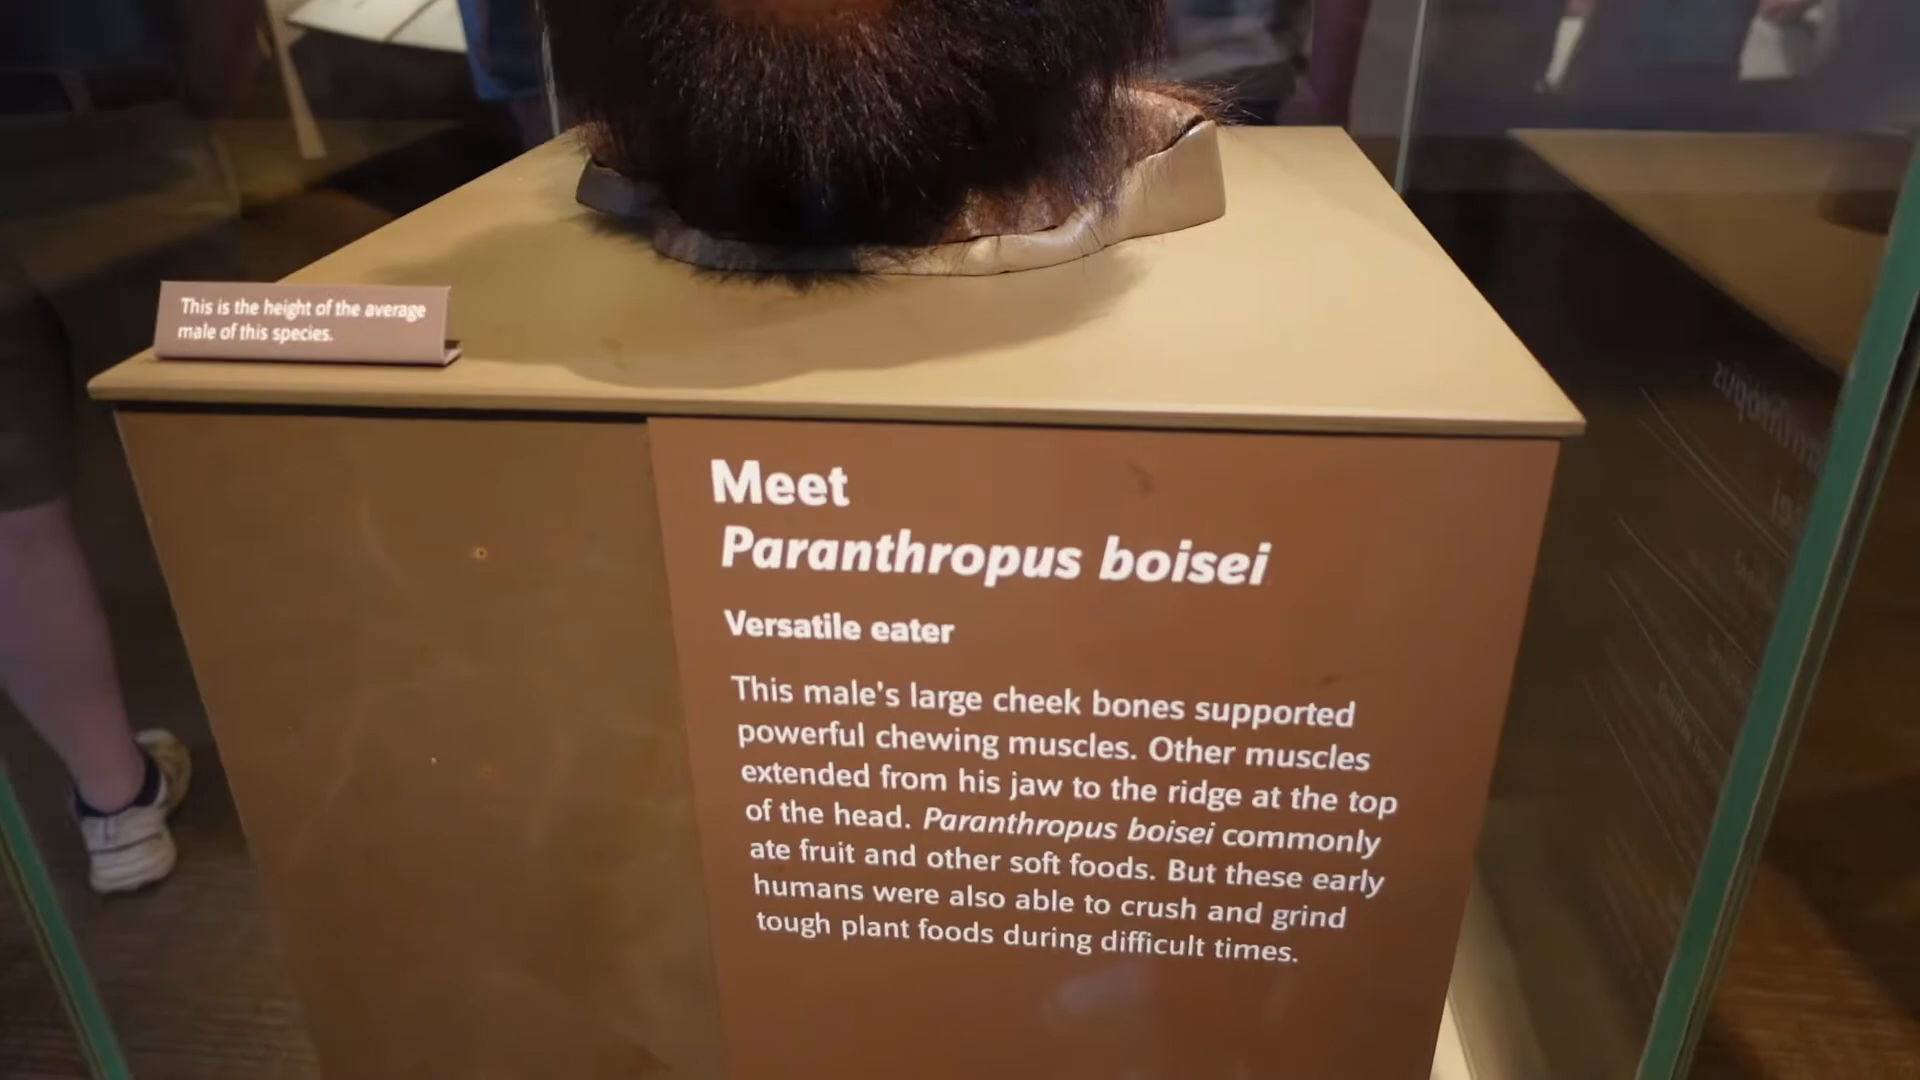 This is the height of the average
male of this species.
Meet
Paranthropus boisei
Versatile eater
This male's large cheek bones supported
powerful chewing muscles. Other muscles
extended from his jaw to the ridge at the top
of the head. Paranthropus boisei commonly
ate fruit and other soft foods. But these early
humans were also able to crush and grind
tough plant foods during difficult times.